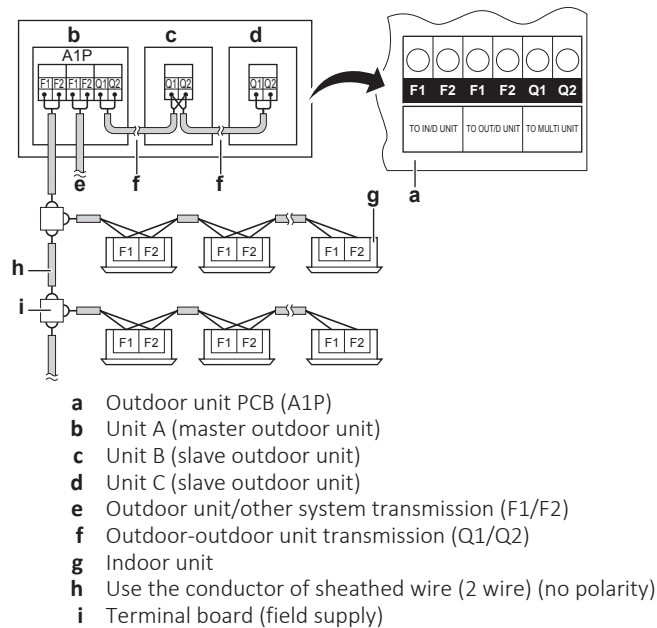 b c d
A1P
F1 F2 F1 F2 Q1 Q2 Q1 Q2 Q1 Q2
F1 F2 F1 F2 Q1 Q2
TO IN/D UNIT TO OUT/D UNIT TO MULTI UNIT
a
e f f
g
F1 F2 F1 F2 F1 F2
h
i
F1 F2 F1 F2 F1 F2
a Outdoor unit PCB (A1P)
b Unit A (master outdoor unit)
c Unit B (slave outdoor unit)
d Unit C (slave outdoor unit)
e Outdoor unit/other system transmission (F1/F2)
f Outdoor-outdoor unit transmission (Q1/Q2)
g Indoor unit
h Use the conductor of sheathed wire (2 wire) (no polarity)
i Terminal board (field supply)